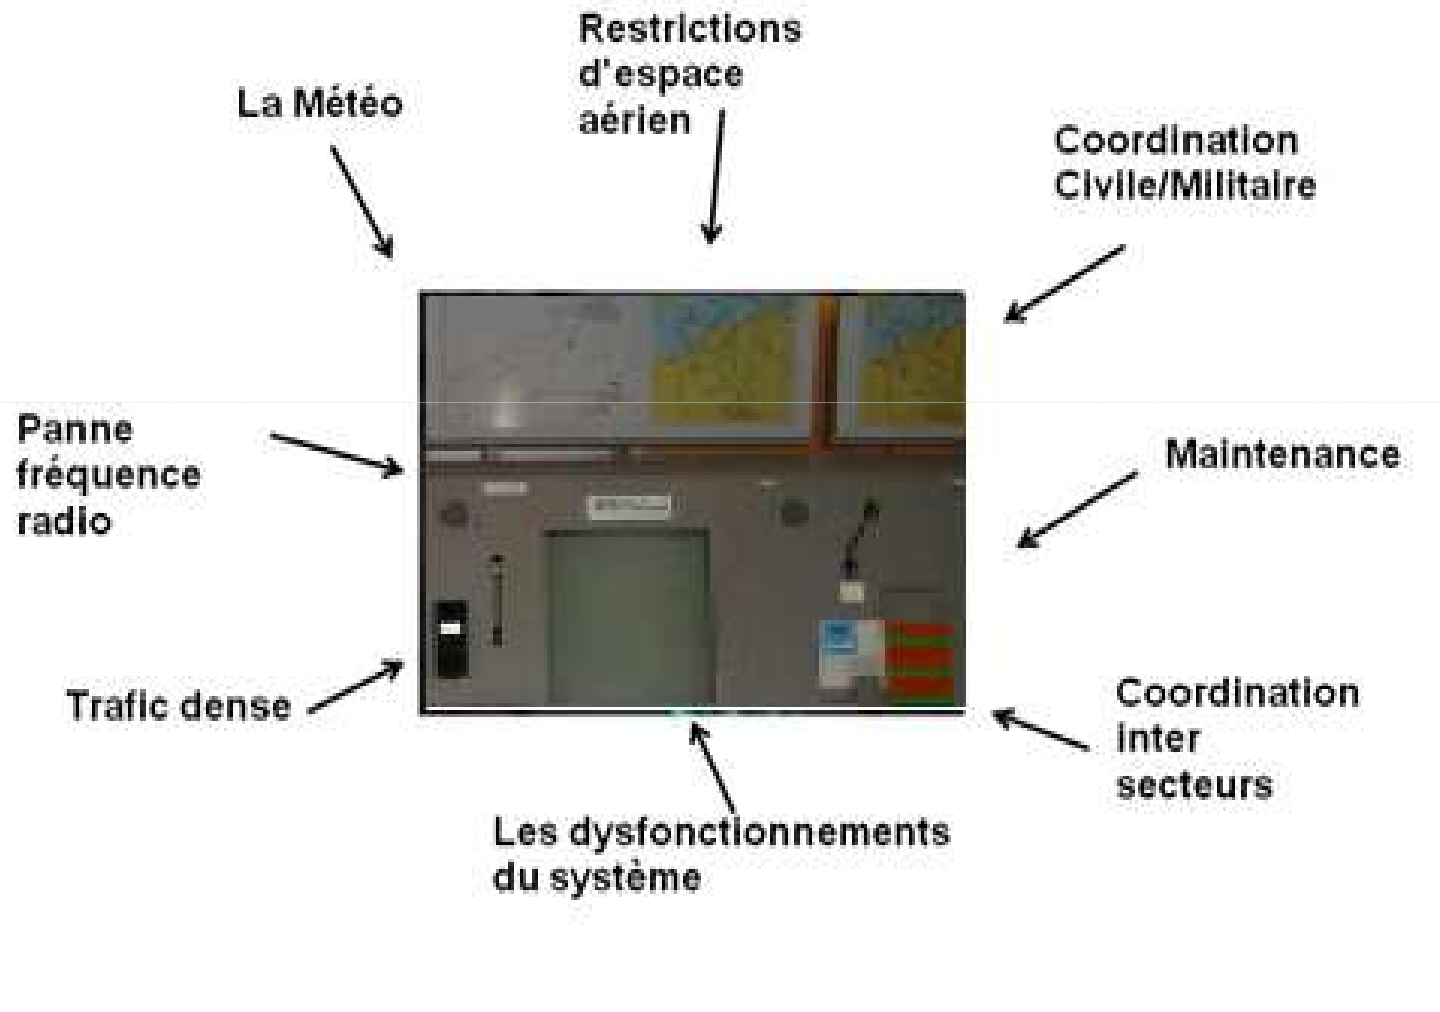 Restrictions
d'espace
aérien
La Météo
Coordination
Civile/Militaire
Panne
fréquence
radio
Maintenance
Trafic dense
Coordination
inter
secteurs
Les dysfonctionnements
du système